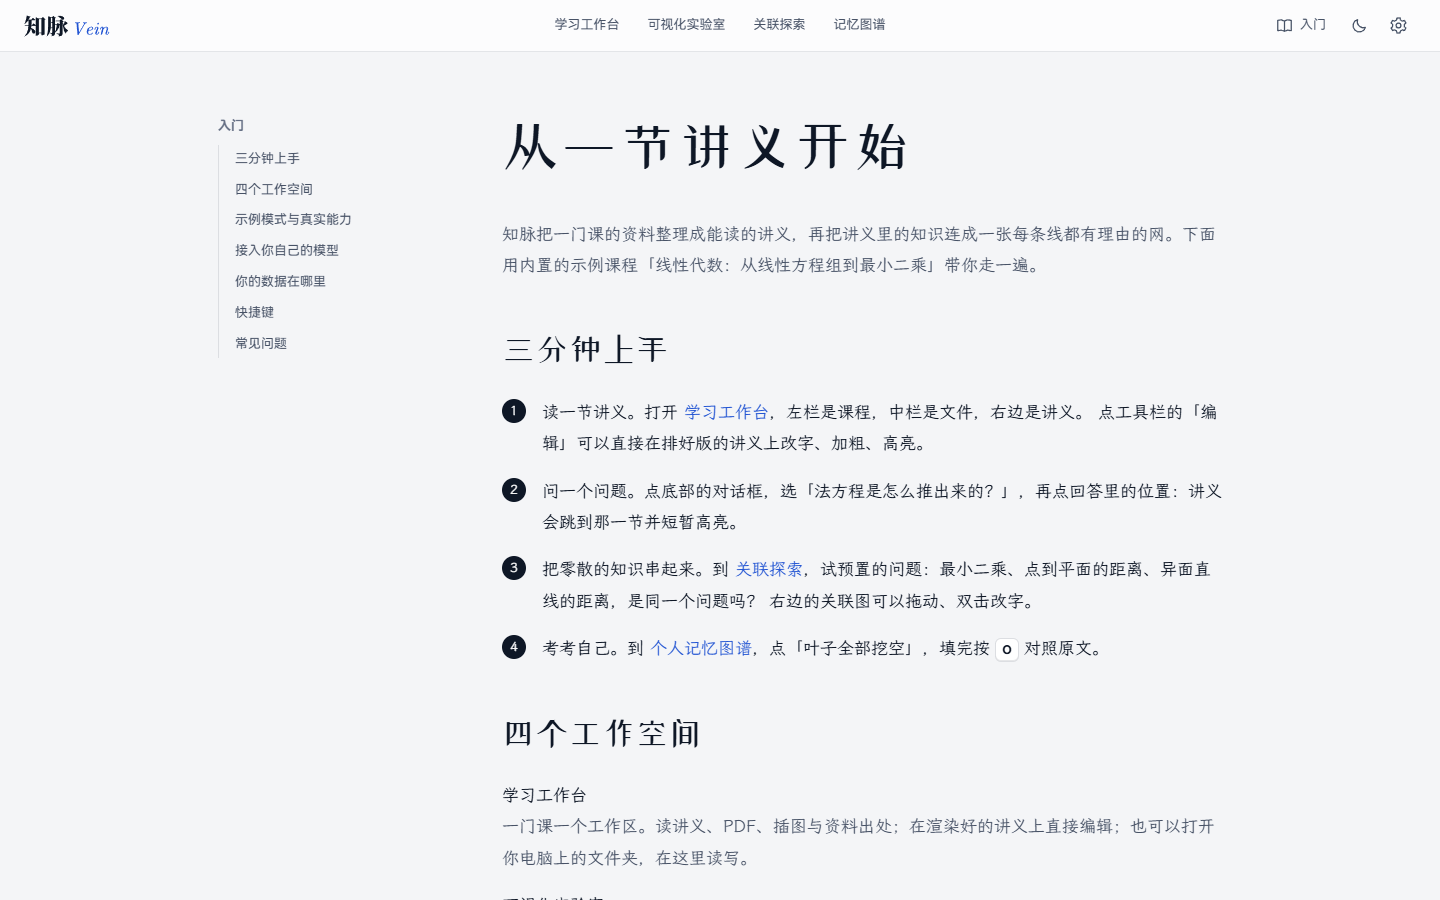 知脉 Vein
学习工作台 可视化实验室 关联探索 记忆图谱
入门
入门
三分钟上手
四个工作空间
示例模式与真实能力
接入你自己的模型
你的数据在哪里
快捷键
常见问题
从一节讲义开始
知脉把一门课的资料整理成能读的讲义，再把讲义里的知识连成一张每条线都有理由的网。下面
用内置的示例课程「线性代数：从线性方程组到最小二乘」带你走一遍。
三分钟上手
1 读一节讲义。打开 学习工作台，左栏是课程，中栏是文件，右边是讲义。 点工具栏的「编
辑」可以直接在排好版的讲义上改字、加粗、高亮。
2 问一个问题。点底部的对话框，选「法方程是怎么推出来的？」，再点回答里的位置：讲义
会跳到那一节并短暂高亮。
3 把零散的知识串起来。到 关联探索，试预置的问题：最小二乘、点到平面的距离、异面直
线的距离，是同一个问题吗？ 右边的关联图可以拖动、双击改字。
4 考考自己。到 个人记忆图谱，点「叶子全部挖空」，填完按 O 对照原文。
四个工作空间
学习工作台
一门课一个工作区。读讲义、PDF、插图与资料出处；在渲染好的讲义上直接编辑；也可以打开
你电脑上的文件夹，在这里读写。